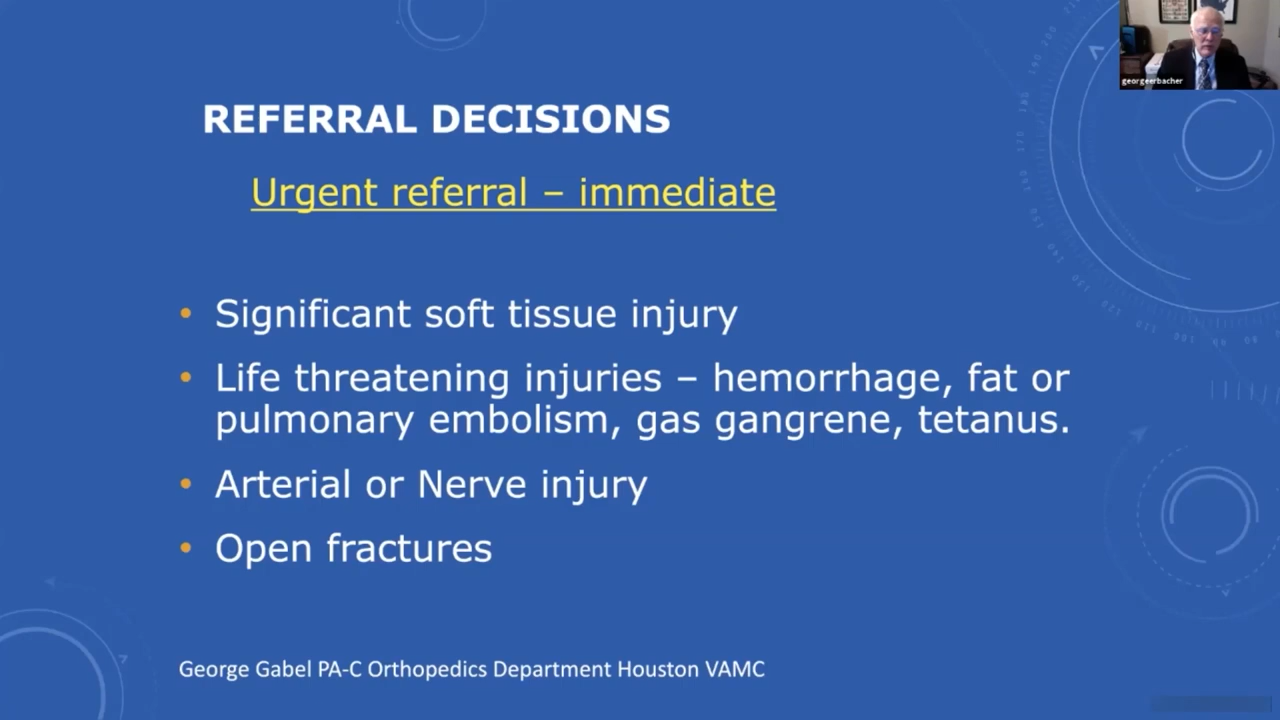 georgeerbacher
REFERRAL DECISIONS
Urgent referral – immediate
• Significant soft tissue injury
• Life threatening injuries – hemorrhage, fat or
pulmonary embolism, gas gangrene, tetanus.
• Arterial or Nerve injury
• Open fractures
George Gabel PA-C Orthopedics Department Houston VAMC